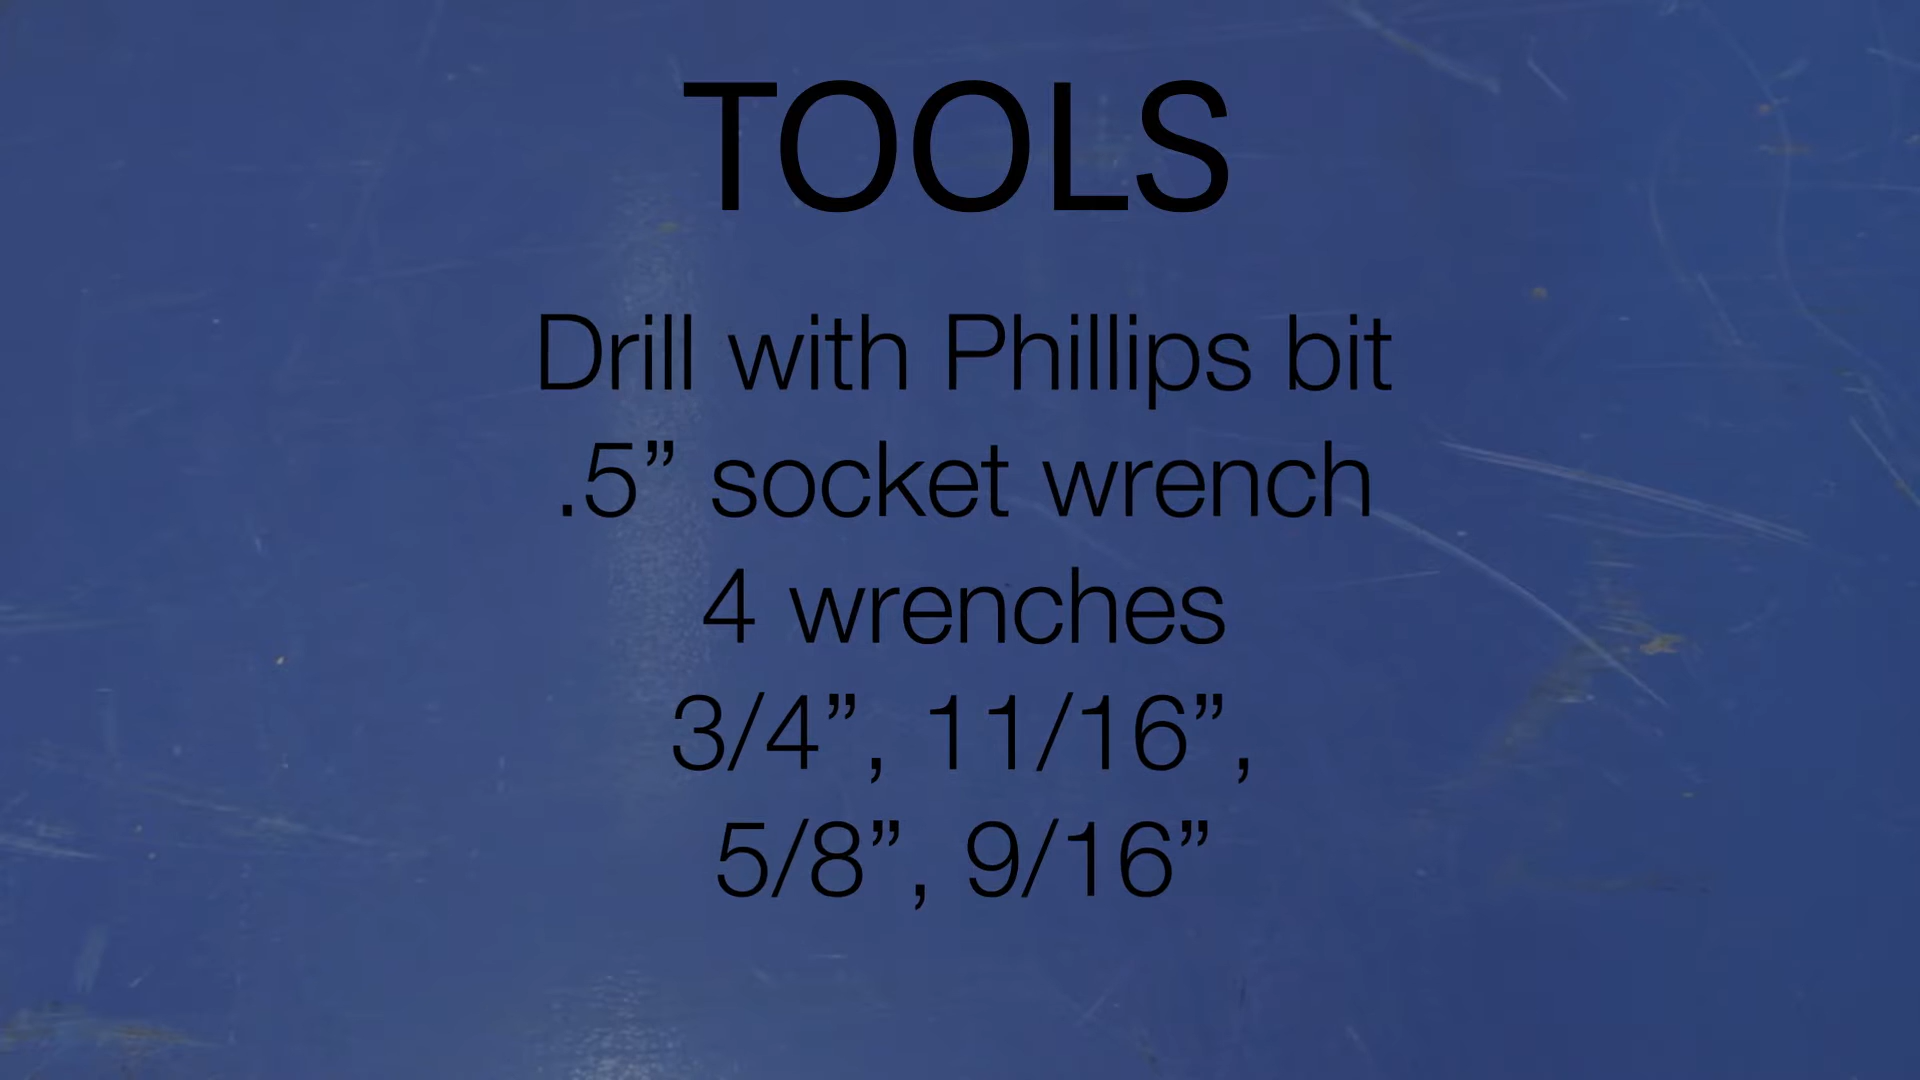 TOOLS
Drill with Phillips bit
.5” socket wrench
4 wrenches
3/4”, 11/16”,
5/8”, 9/16”